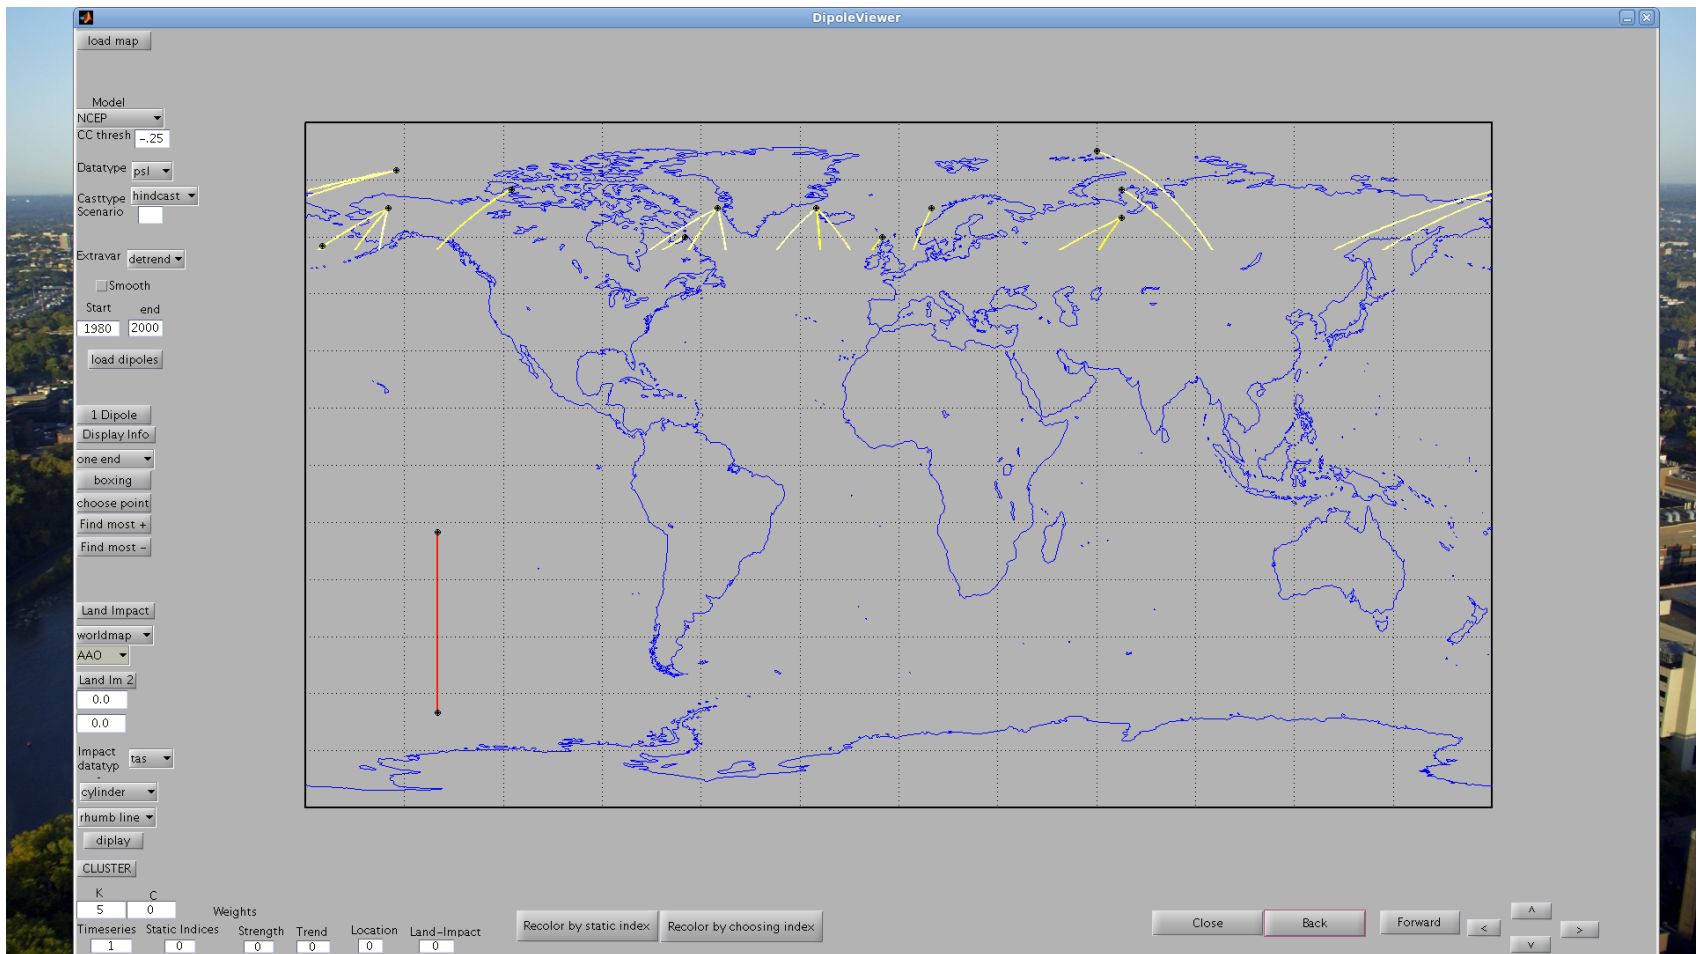 DipoleViewer
load map
Model
NCEP
CC thresh -.25
Datatype psl
Casttype hindcast
Scenario
Extravar detrend
Smooth
Start end
1980 2000
load dipoles
1 Dipole
Display Info
one end
boxing
choose point
Find most +
Find most -
Land Impact
worldmap
AAO
Land Im 2
0.0
0.0
Impact
datatyp tas
cylinder
rhumb line
diplay
CLUSTER
K C
5 0 Weights
Timeseries Static Indices Strength Trend Location Land-Impact
1 0 0 0 0 0
Recolor by static index Recolor by choosing index
Close Back Forward < ^ v >